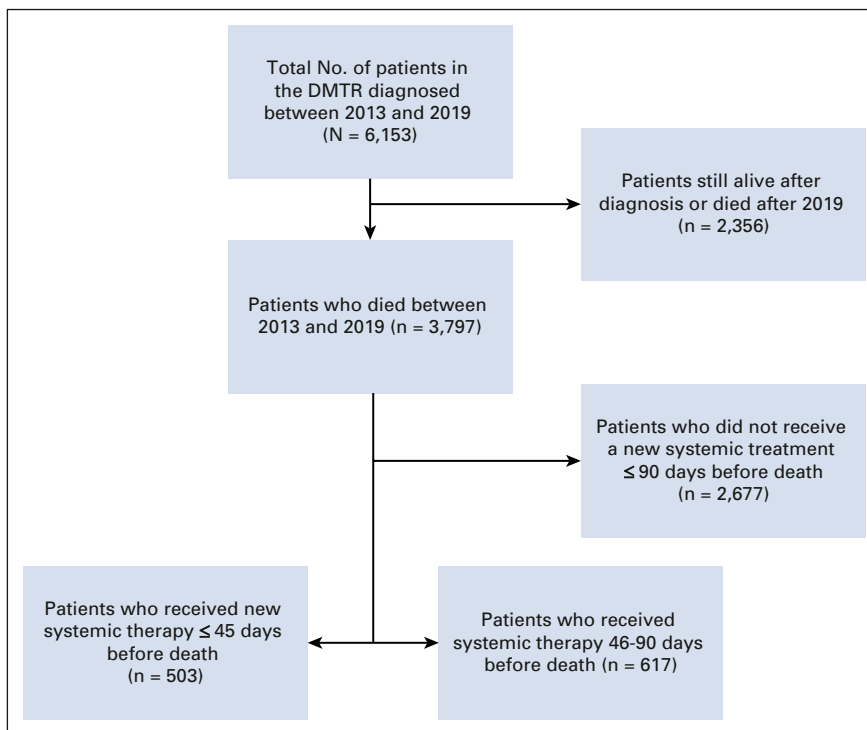 Total No. of patients in
the DMTR diagnosed
between 2013 and 2019
(N = 6,153)
Patients still alive after
diagnosis or died after 2019
(n = 2,356)
Patients who died between
2013 and 2019 (n = 3,797)
Patients who did not receive
a new systemic treatment
≤ 90 days before death
(n = 2,677)
Patients who received new
systemic therapy ≤ 45 days
before death
(n = 503)
Patients who received
systemic therapy 46-90 days
before death (n = 617)